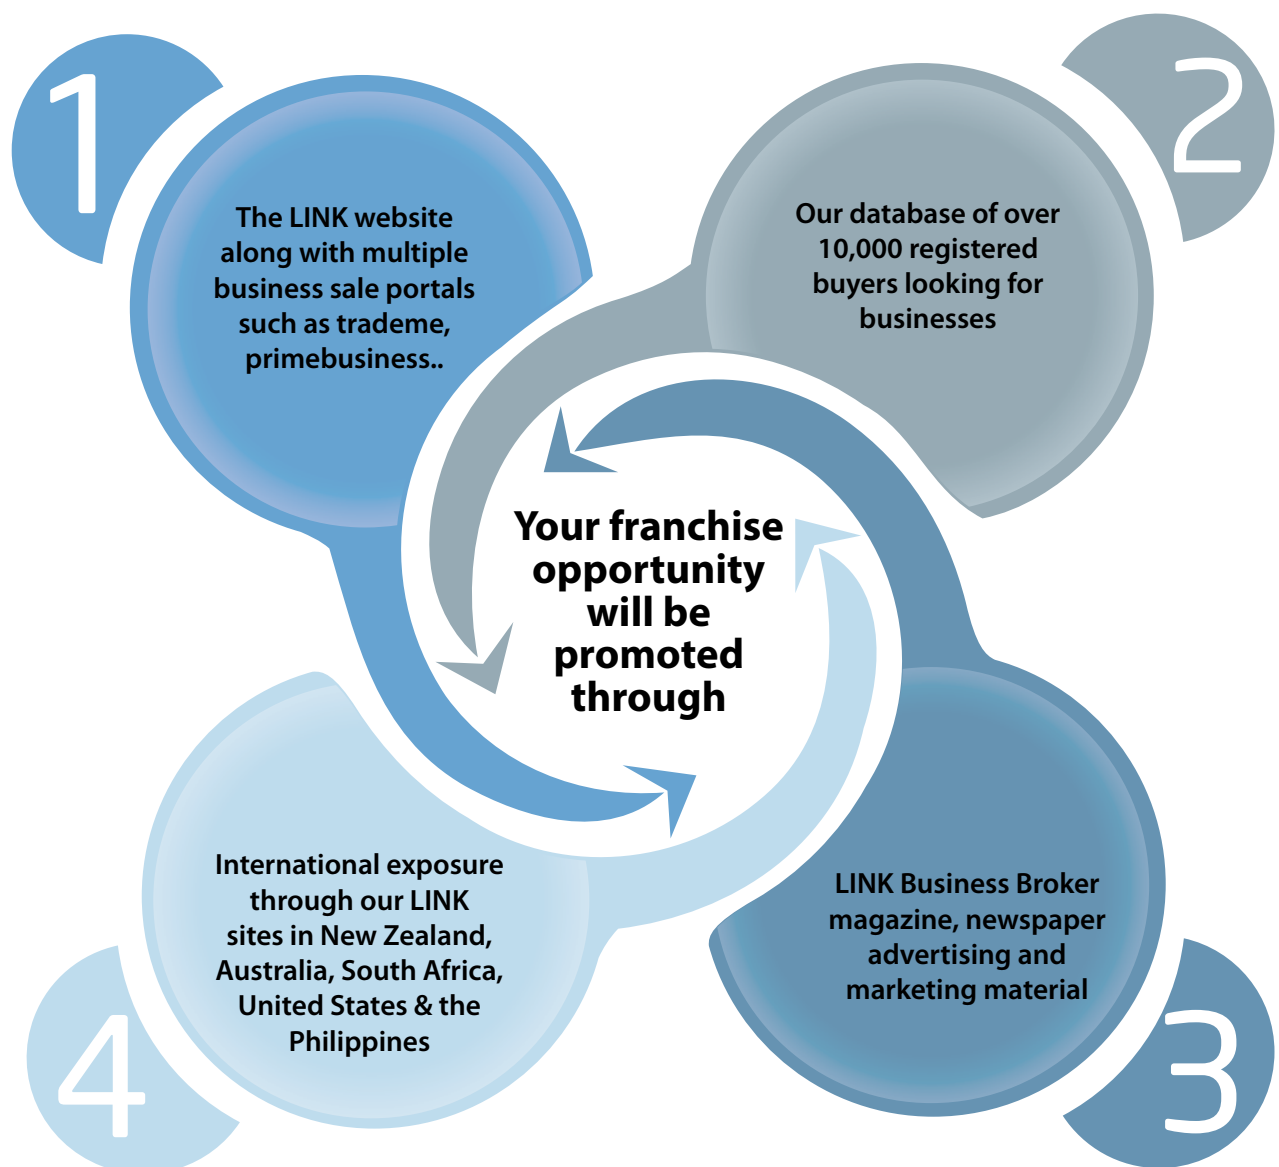 1
The LINK website
along with multiple
business sale portals
such as trademe,
primebusiness..
2
Our database of over
10,000 registered
buyers looking for
businesses
Your franchise
opportunity
will be
promoted
through
3
LINK Business Broker
magazine, newspaper
advertising and
marketing material
4
International exposure
through our LINK
sites in New Zealand,
Australia, South Africa,
United States & the
Philippines